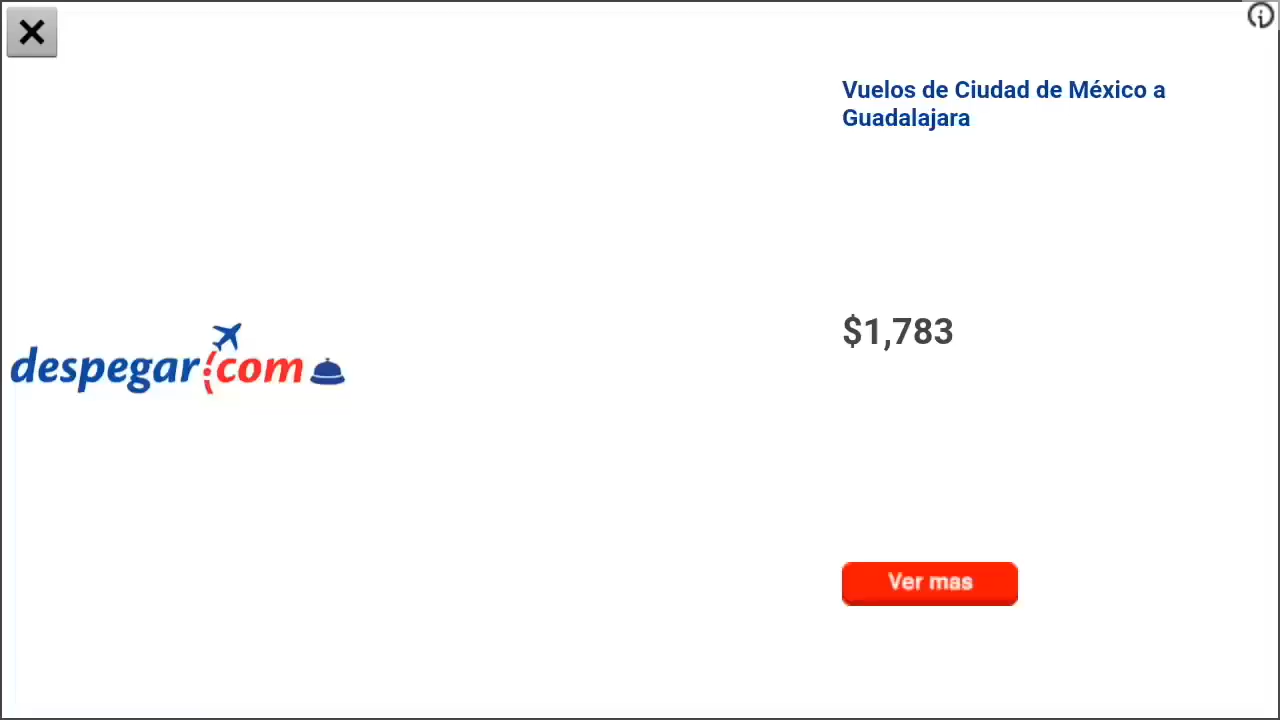 Vuelos de Ciudad de México a
Guadalajara
$1,783
despegar.com
Ver mas